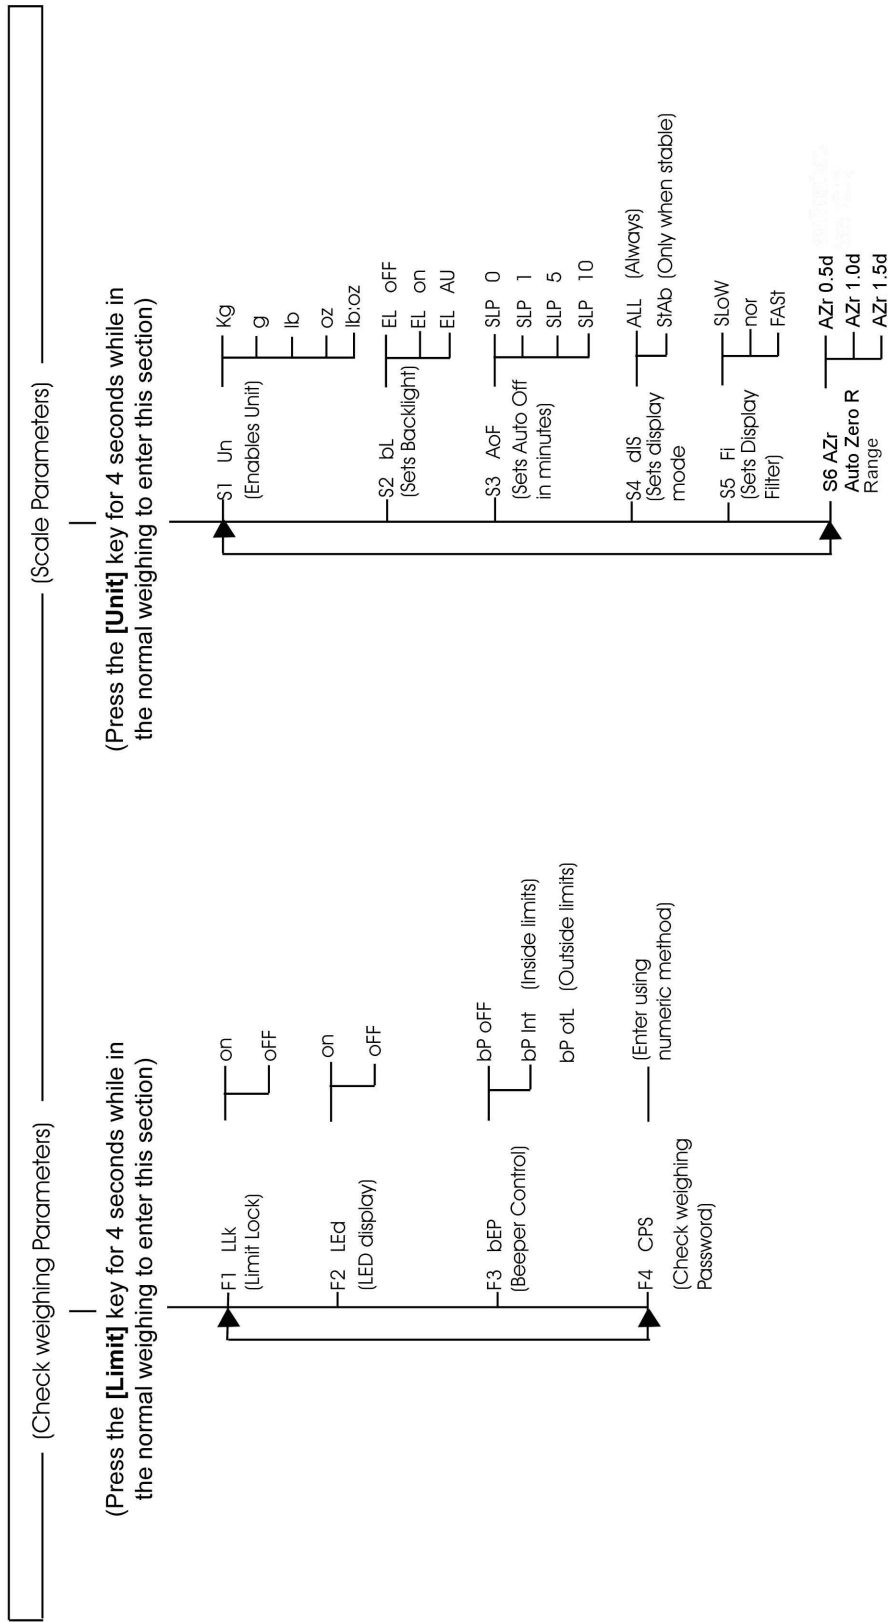 (Check weighing Parameters)
(Press the [Limit] key for 4 seconds while in
the normal weighing to enter this section)
F1 LLk
(Limit Lock)
on
oFF
F2 LEd
(LED display)
on
oFF
F3 bEP
(Beeper Control)
bP oFF
bP Int (Inside limits)
bP otL (Outside limits)
F4 CPS
(Check weighing
Password)
(Enter using
numeric method)
(Scale Parameters)
(Press the [Unit] key for 4 seconds while in
the normal weighing to enter this section)
S1 Un
(Enables Unit)
Kg
g
lb
oz
lb:oz
S2 bL
(Sets Backlight)
EL oFF
EL on
EL AU
S3 AoF
(Sets Auto Off
in minutes)
SLP 0
SLP 1
SLP 5
SLP 10
S4 dIS
(Sets display
mode
ALL (Always)
StAb (Only when stable)
S5 Fi
(Sets Display
Filter)
SLoW
nor
FASt
S6 AZr
Auto Zero R
Range
AZr 0.5d
AZr 1.0d
AZr 1.5d